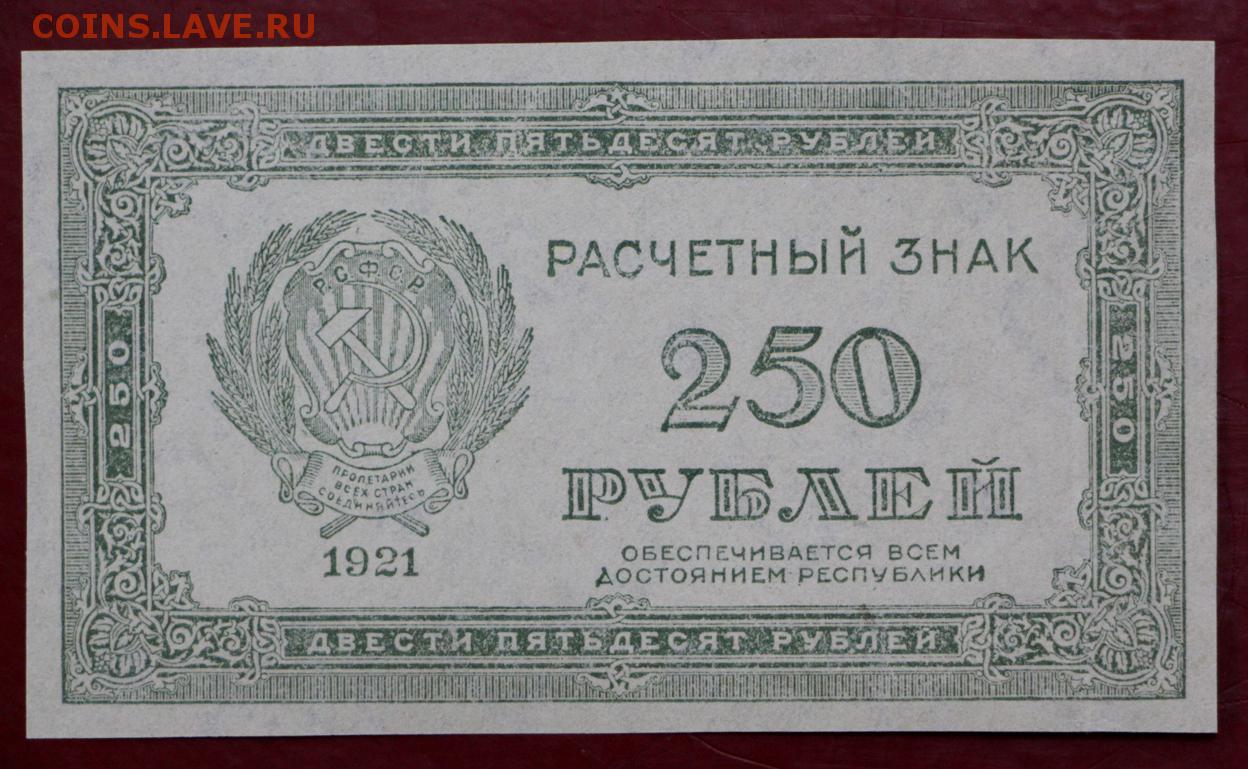 COINS.LAVE.RU
ДВЕСТИ ПЯТЬДЕСЯТ РУБЛЕЙ
РАСЧЕТНЫЙ ЗНАК
Р.С.Ф.С.Р.
250
250
250
РУБЛЕЙ
ПРОЛЕТАРИИ
ВСЕХ СТРАН
СОЕДИНЯЙТЕСЬ
1921
ОБЕСПЕЧИВАЕТСЯ ВСЕМ
ДОСТОЯНИЕМ РЕСПУБЛИКИ
ДВЕСТИ ПЯТЬДЕСЯТ РУБЛЕЙ